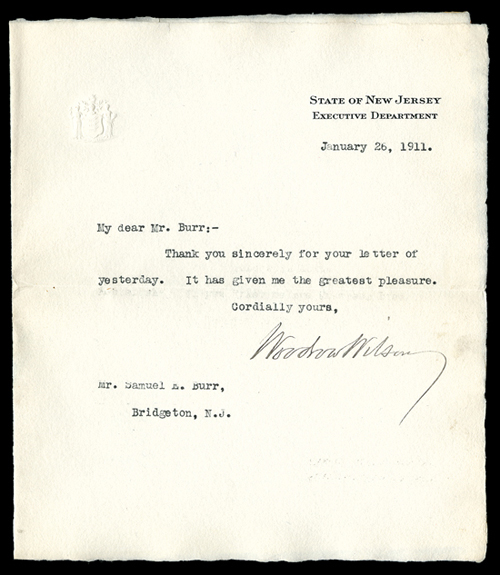 STATE OF NEW JERSEY
EXECUTIVE DEPARTMENT
January 26, 1911.
My dear Mr. Burr:-
Thank you sincerely for your letter of
yesterday. It has given me the greatest pleasure.
Cordially yours,
Woodrow Wilson
Mr. Samuel E. Burr,
Bridgeton, N.J.